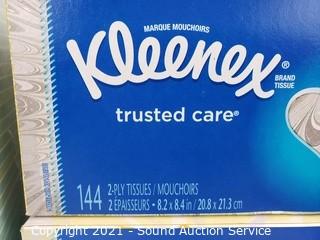 MARQUE MOUCHOIRS
Kleenex®
BRAND
TISSUE
trusted care®
144 2-PLY TISSUES / MOUCHOIRS
2 ÉPAISSEURS • 8.2 x 8.4 in / 20.8 x 21.3 cm
Copyright 2021 - Sound Auction Service